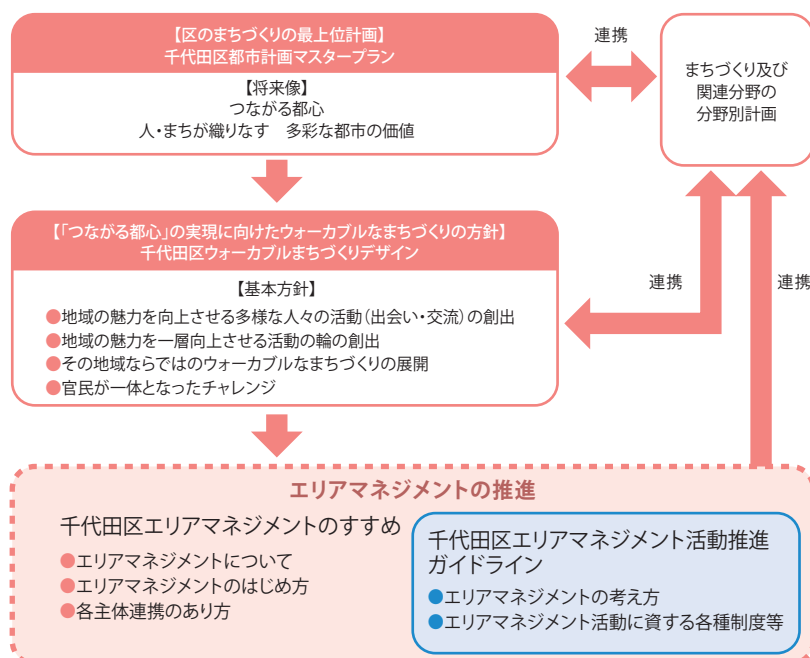 【区のまちづくりの最上位計画】
千代田区都市計画マスタープラン
【将来像】
つながる都心
人・まちが織りなす　多彩な都市の価値
連携
まちづくり及び
関連分野の
分野別計画
【「つながる都心」の実現に向けたウォーカブルなまちづくりの方針】
千代田区ウォーカブルまちづくりデザイン
【基本方針】
●地域の魅力を向上させる多様な人々の活動（出会い・交流）の創出
●地域の魅力を一層向上させる活動の輪の創出
●その地域ならではのウォーカブルなまちづくりの展開
●官民が一体となったチャレンジ
連携
連携
エリアマネジメントの推進
千代田区エリアマネジメントのすすめ
●エリアマネジメントについて
●エリアマネジメントのはじめ方
●各主体連携のあり方
千代田区エリアマネジメント活動推進
ガイドライン
●エリアマネジメントの考え方
●エリアマネジメント活動に資する各種制度等